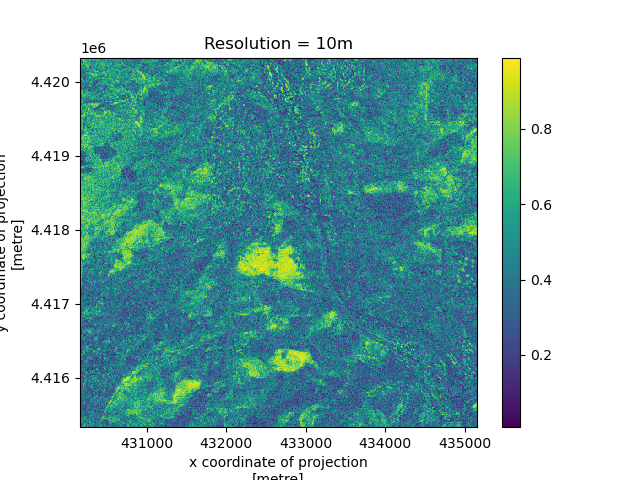 Resolution = 10m
1e6
4.420
4.419
4.418
4.417
4.416
y coordinate of projection
[metre]
431000 432000 433000 434000 435000
x coordinate of projection
[metre]
0.8
0.6
0.4
0.2